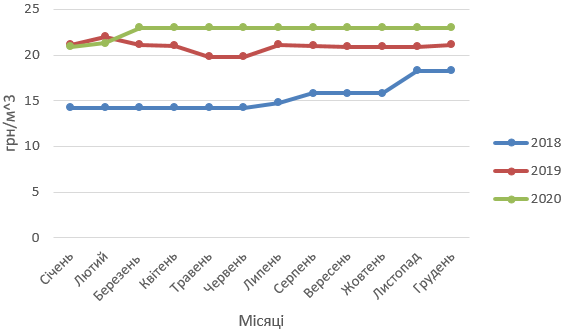 25
20
15
10
5
0
грн/м^3
Січень
Лютий
Березень
Квітень
Травень
Червень
Липень
Серпень
Вересень
Жовтень
Листопад
Грудень
Місяці
2018
2019
2020